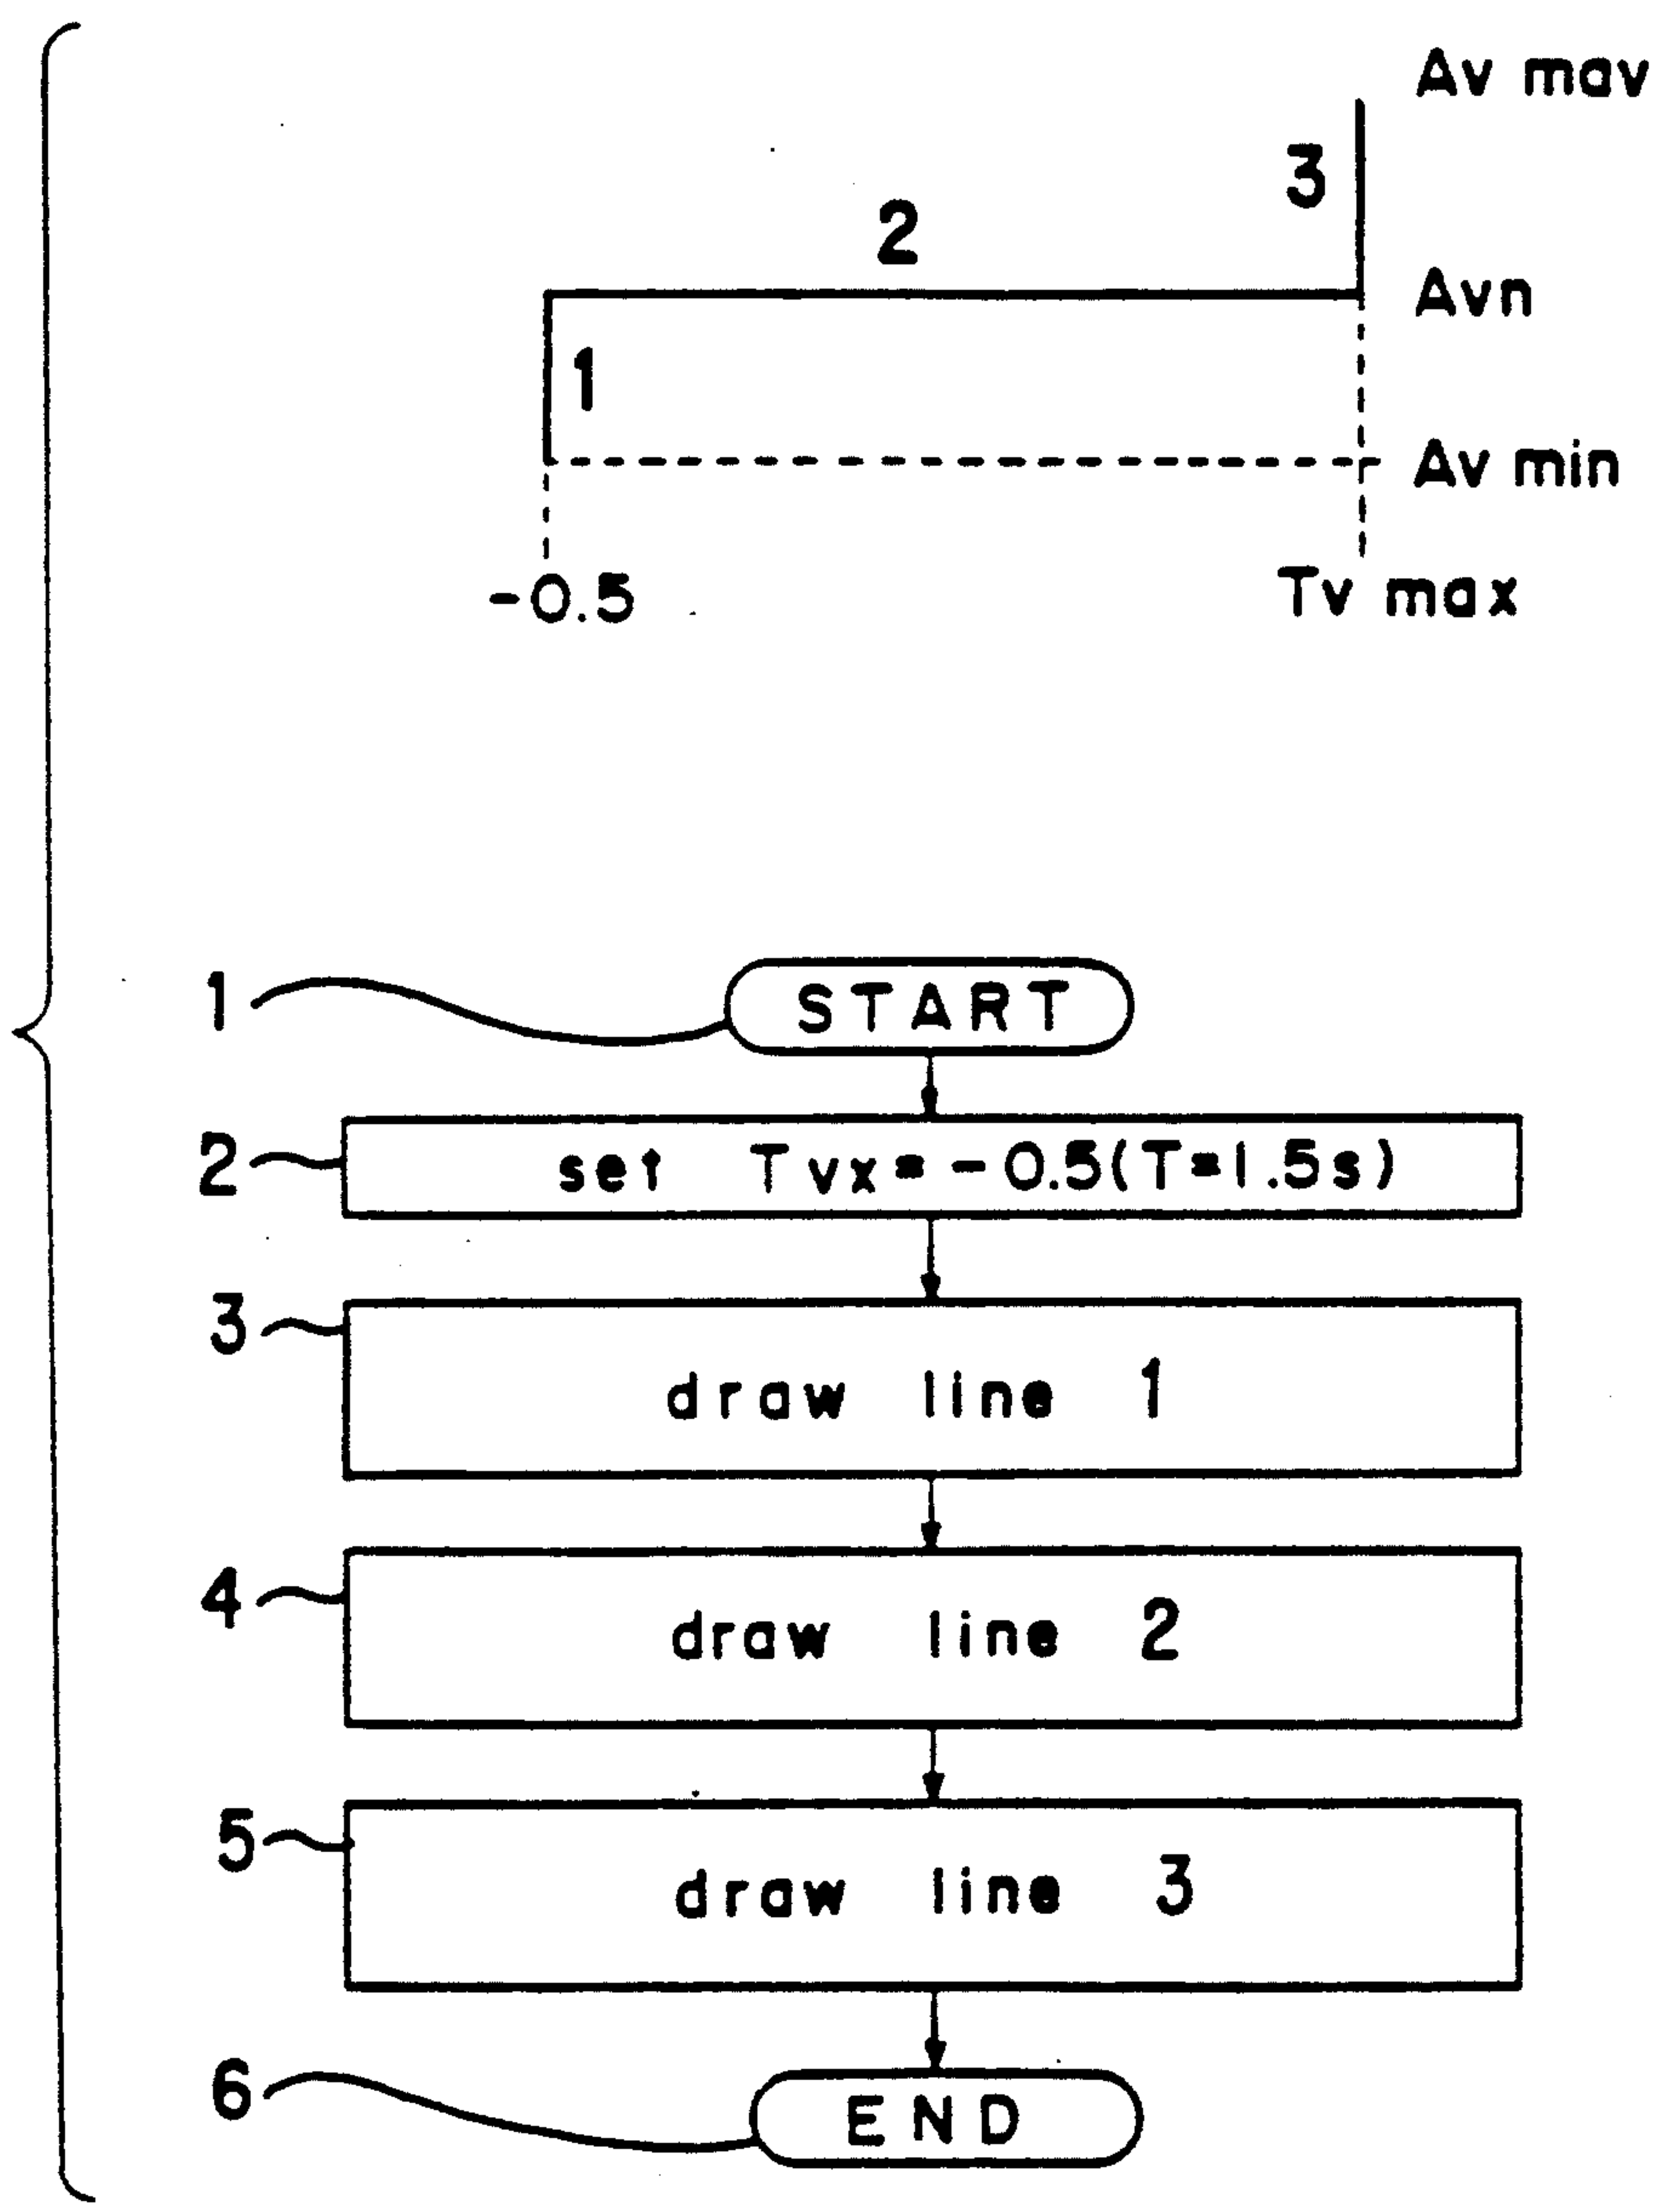 Av mav
3
2
Avn
1
Av min
-0.5
Tv max
1
START
2
set Tvx=-0.5(T=1.5s)
3
draw line 1
4
draw line 2
5
draw line 3
6
END